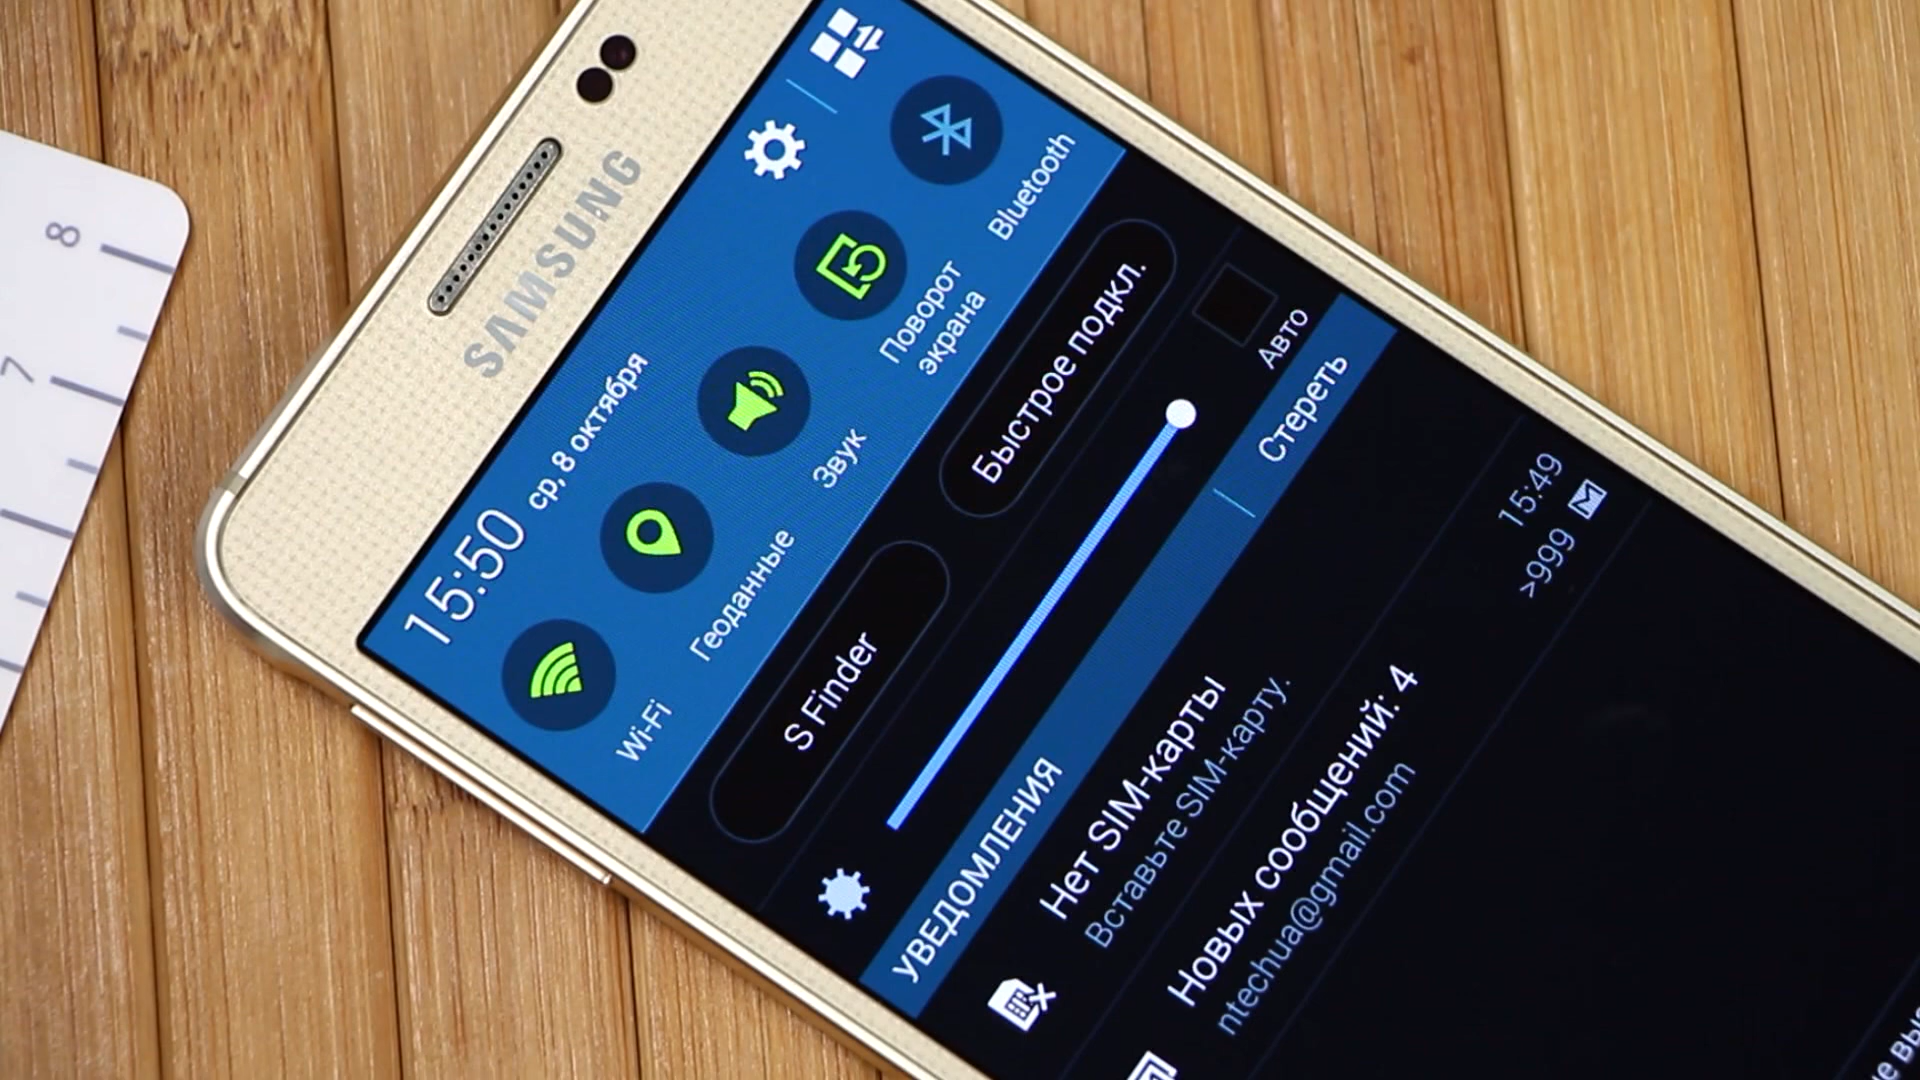 8
7
SAMSUNG
15:50 ср, 8 октября
Wi-Fi
Геоданные
Звук
Поворот
экрана
Bluetooth
S Finder
Быстрое подкл.
Авто
УВЕДОМЛЕНИЯ
Стереть
Нет SIM-карты
Вставьте SIM-карту.
Новых сообщений: 4
15:49
ntechua@gmail.com
>999